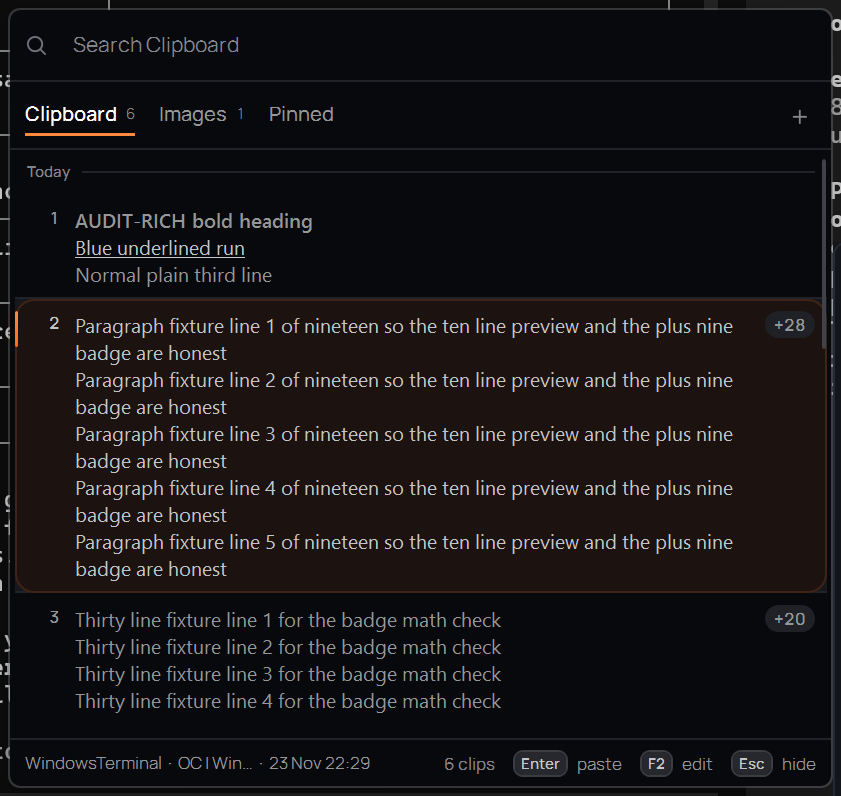 Search Clipboard
Clipboard 6 Images 1 Pinned +
Today
1 AUDIT-RICH bold heading
Blue underlined run
Normal plain third line
2 Paragraph fixture line 1 of nineteen so the ten line preview and the plus nine +28
badge are honest
Paragraph fixture line 2 of nineteen so the ten line preview and the plus nine
badge are honest
Paragraph fixture line 3 of nineteen so the ten line preview and the plus nine
badge are honest
Paragraph fixture line 4 of nineteen so the ten line preview and the plus nine
badge are honest
Paragraph fixture line 5 of nineteen so the ten line preview and the plus nine
badge are honest
3 Thirty line fixture line 1 for the badge math check +20
Thirty line fixture line 2 for the badge math check
Thirty line fixture line 3 for the badge math check
Thirty line fixture line 4 for the badge math check
WindowsTerminal · OC | Win... · 23 Nov 22:29 6 clips Enter paste F2 edit Esc hide